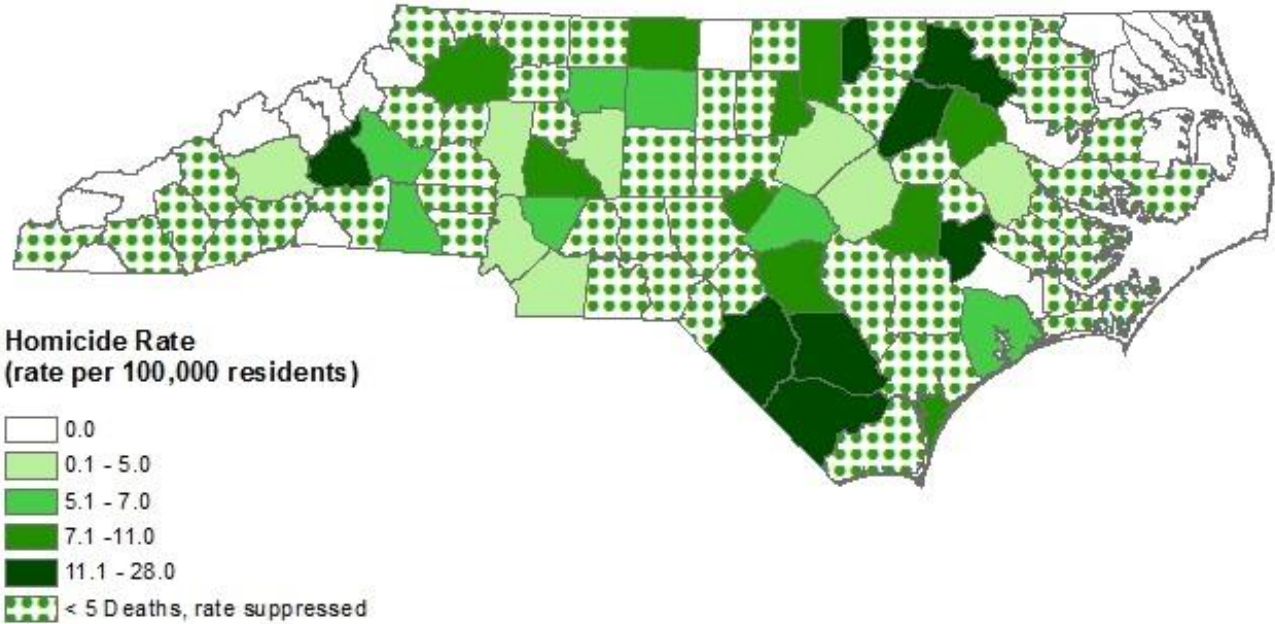 Homicide Rate
(rate per 100,000 residents)
0.0
0.1 - 5.0
5.1 - 7.0
7.1 -11.0
11.1 - 28.0
< 5 Deaths, rate suppressed